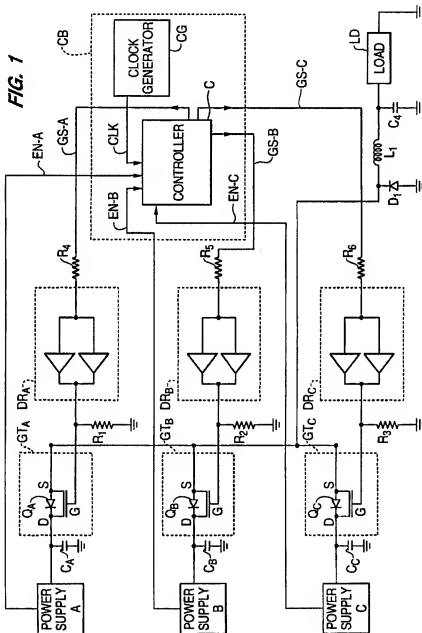 FIG. 1
CB
CLOCK
GENERATOR
CG
EN-A
GS-A
CLK
CONTROLLER
C
EN-B
EN-C
GS-B
GS-C
LOAD
LD
L1
C4
D1
R4
R5
R6
DRA
DRB
DRC
R1
R2
R3
GTA
GTB
GTC
QA
D
S
G
QB
D
S
G
QC
D
S
G
CA
CB
CC
POWER
SUPPLY
A
POWER
SUPPLY
B
POWER
SUPPLY
C